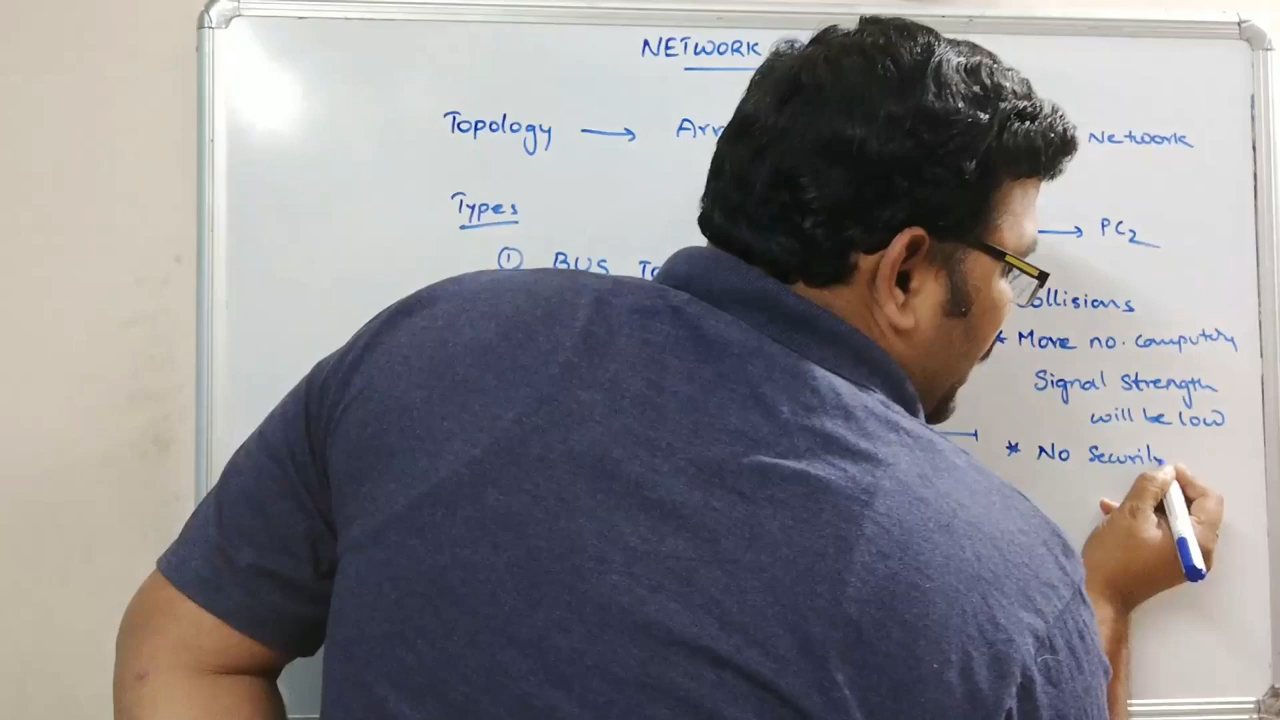 NETWORK
Topology → Arr Network
Types
→ PC2
① BUS To
ollisions
* More no. computers
Signal strength
will be low
* No Security